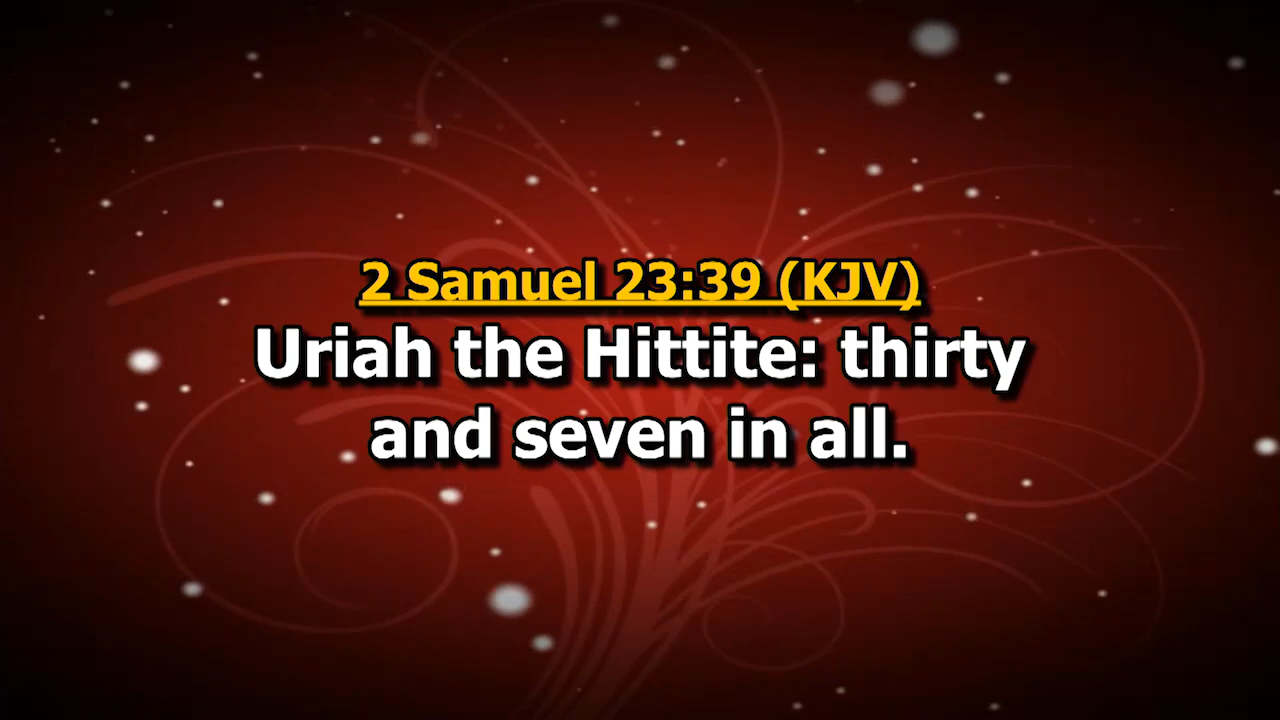 2 Samuel 23:39 (KJV)
Uriah the Hittite: thirty
and seven in all.